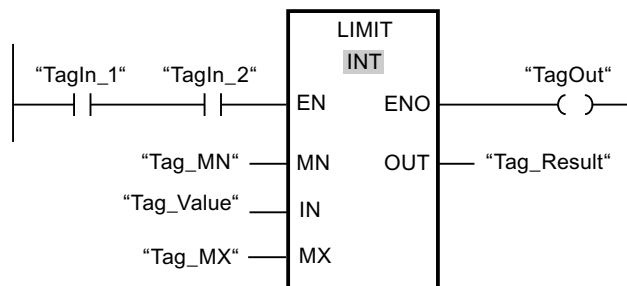 LIMIT
INT
“TagIn_1“ “TagIn_2“ “TagOut“
EN ENO
“Tag_MN“ MN OUT “Tag_Result“
“Tag_Value“ IN
“Tag_MX“ MX